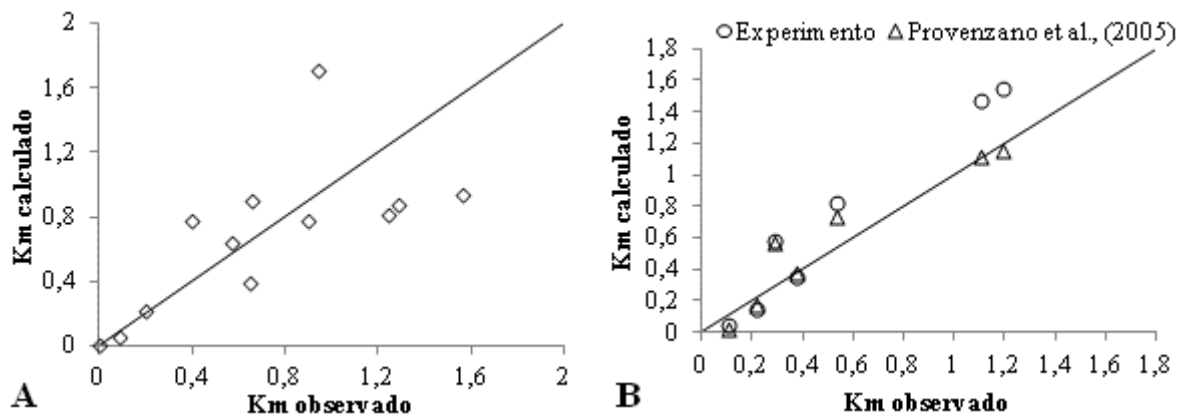 2
1,6
1,2
0,8
0,4
0
Km calculado
0 0,4 0,8 1,2 1,6 2
Km observado
A
Experimento Provenzano et al., (2005)
1,8
1,6
1,4
1,2
1
0,8
0,6
0,4
0,2
0
Km calculado
0 0,2 0,4 0,6 0,8 1 1,2 1,4 1,6 1,8
Km observado
B